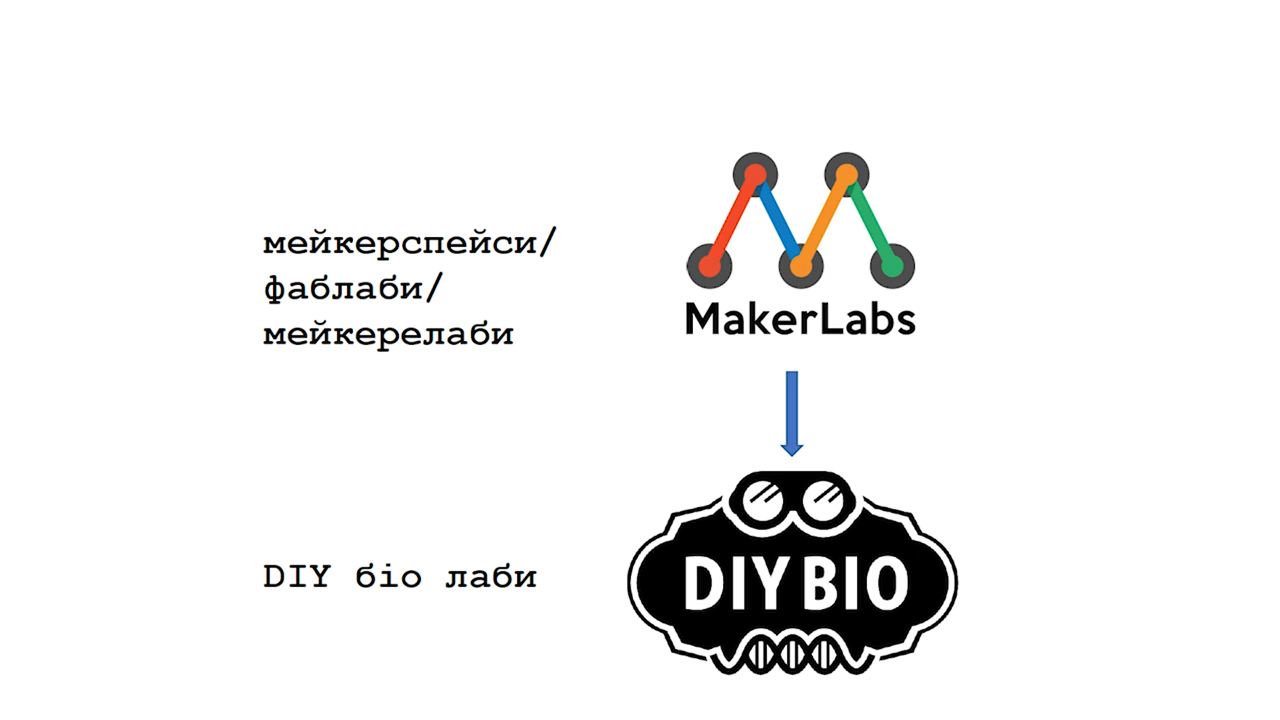 мейкерспейси/
фаблаби/
мейкерелаби
MakerLabs
DIY біо лаби
DIY BIO